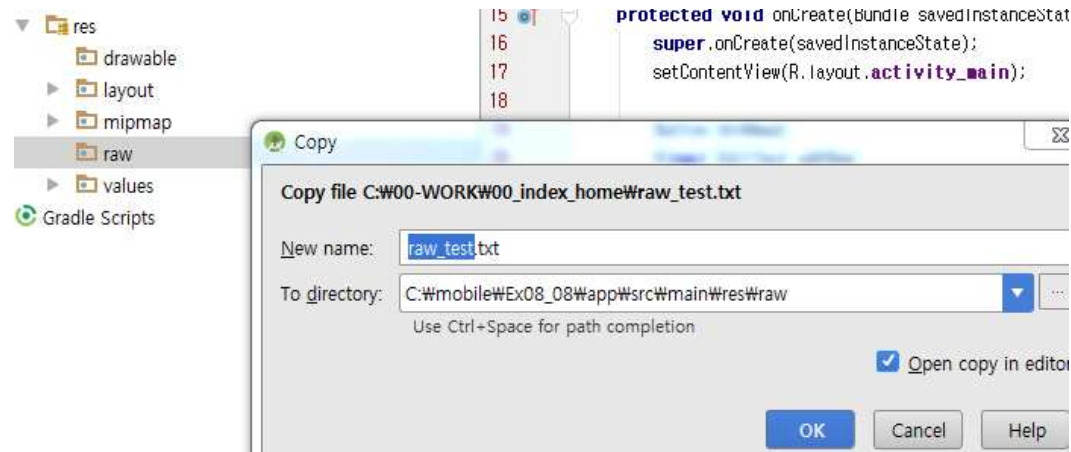 res
drawable
layout
mipmap
raw
values
Gradle Scripts
15
protected void onCreate(Bundle savedInstanceStat
16
super.onCreate(savedInstanceState);
17
setContentView(R.layout.activity_main);
18
Copy
Copy file C:₩00-WORK₩00_index_home₩raw_test.txt
New name: raw_test.txt
To directory: C:₩mobile₩Ex08_08₩app₩src₩main₩res₩raw
...
Use Ctrl+Space for path completion
Open copy in editor
OK Cancel Help